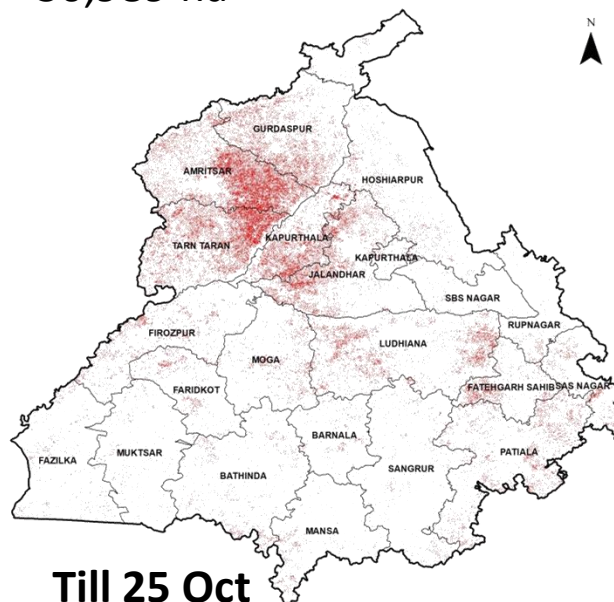 N
GURDASPUR
AMRITSAR
HOSHIARPUR
TARN TARAN
KAPURTHALA
KAPURTHALA
JALANDHAR
SBS NAGAR
RUPNAGAR
FIROZPUR
LUDHIANA
MOGA
FATEHGARH SAHIB
SAS NAGAR
FARIDKOT
BARNALA
PATIALA
FAZILKA
MUKTSAR
BATHINDA
SANGRUR
MANSA
Till 25 Oct